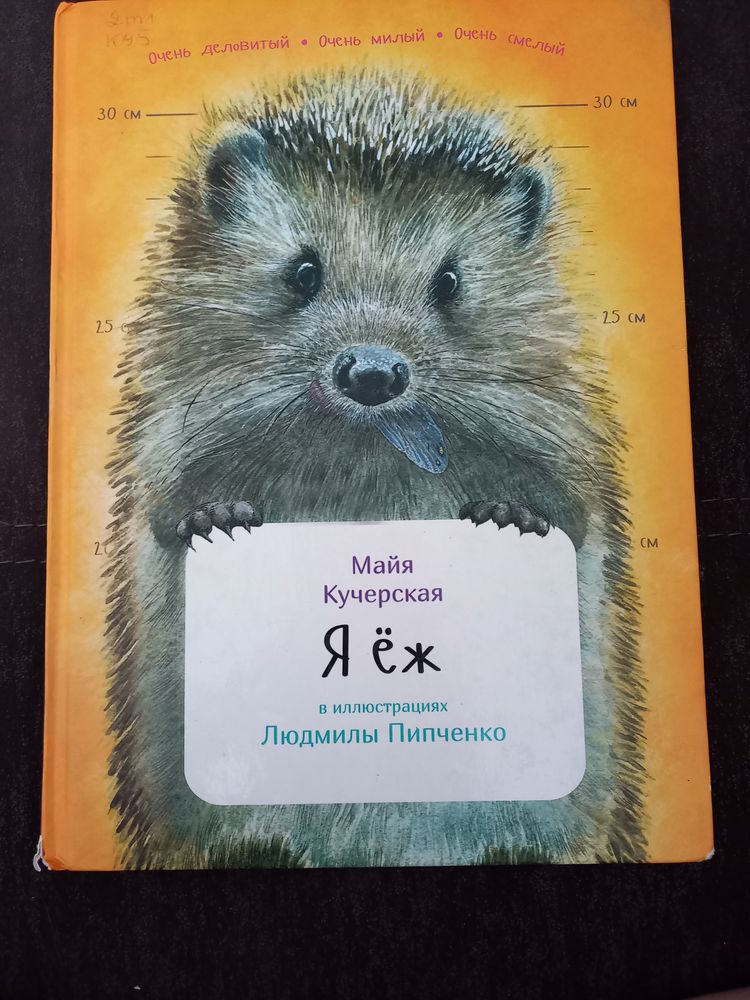 Очень деловитый • Очень милый • Очень смелый
30 см
30 см
25 с
25 см
см
Майя
Кучерская
Я ёж
в иллюстрациях
Людмилы Пипченко